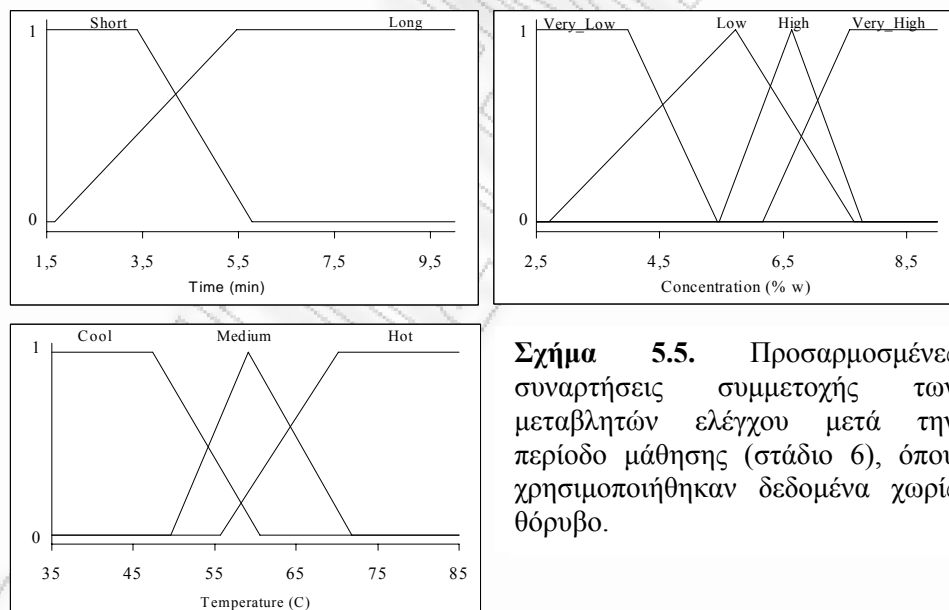 Short Long
1
0
1,5 3,5 5,5 7,5 9,5
Time (min)
Very_Low Low High Very_High
1
0
2,5 4,5 6,5 8,5
Concentration (% w)
Cool Medium Hot
1
0
35 45 55 65 75 85
Temperature (C)
Σχήμα 5.5. Προσαρμοσμένες
συναρτήσεις συμμετοχής των
μεταβλητών ελέγχου μετά την
περίοδο μάθησης (στάδιο 6), όπου
χρησιμοποιήθηκαν δεδομένα χωρίς
θόρυβο.